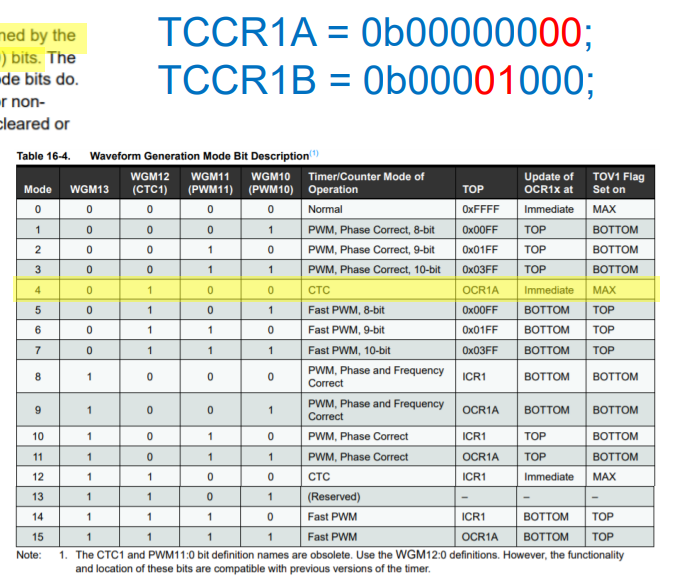 ned by the
) bits. The
de bits do.
r non-
cleared or
TCCR1A = 0b00000000;
TCCR1B = 0b00001000;
Table 16-4. Waveform Generation Mode Bit Description(1)
Mode WGM13 WGM12 (CTC1) WGM11 (PWM11) WGM10 (PWM10) Timer/Counter Mode of Operation TOP Update of OCR1x at TOV1 Flag Set on
0 0 0 0 0 Normal 0xFFFF Immediate MAX
1 0 0 0 1 PWM, Phase Correct, 8-bit 0x00FF TOP BOTTOM
2 0 0 1 0 PWM, Phase Correct, 9-bit 0x01FF TOP BOTTOM
3 0 0 1 1 PWM, Phase Correct, 10-bit 0x03FF TOP BOTTOM
4 0 1 0 0 CTC OCR1A Immediate MAX
5 0 1 0 1 Fast PWM, 8-bit 0x00FF BOTTOM TOP
6 0 1 1 0 Fast PWM, 9-bit 0x01FF BOTTOM TOP
7 0 1 1 1 Fast PWM, 10-bit 0x03FF BOTTOM TOP
8 1 0 0 0 PWM, Phase and Frequency Correct ICR1 BOTTOM BOTTOM
9 1 0 0 1 PWM, Phase and Frequency Correct OCR1A BOTTOM BOTTOM
10 1 0 1 0 PWM, Phase Correct ICR1 TOP BOTTOM
11 1 0 1 1 PWM, Phase Correct OCR1A TOP BOTTOM
12 1 1 0 0 CTC ICR1 Immediate MAX
13 1 1 0 1 (Reserved) – – –
14 1 1 1 0 Fast PWM ICR1 BOTTOM TOP
15 1 1 1 1 Fast PWM OCR1A BOTTOM TOP
Note: 1. The CTC1 and PWM11:0 bit definition names are obsolete. Use the WGM12:0 definitions. However, the functionality
and location of these bits are compatible with previous versions of the timer.